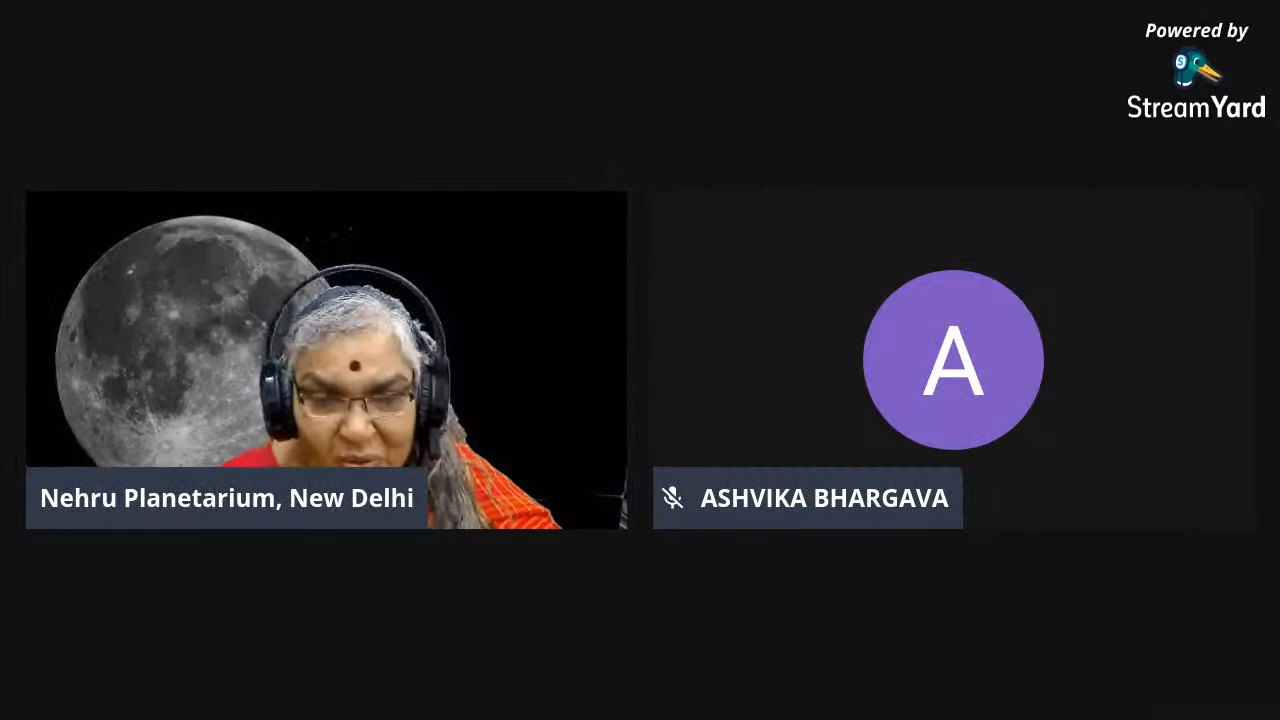 Powered by
StreamYard
Nehru Planetarium, New Delhi
A
ASHVIKA BHARGAVA